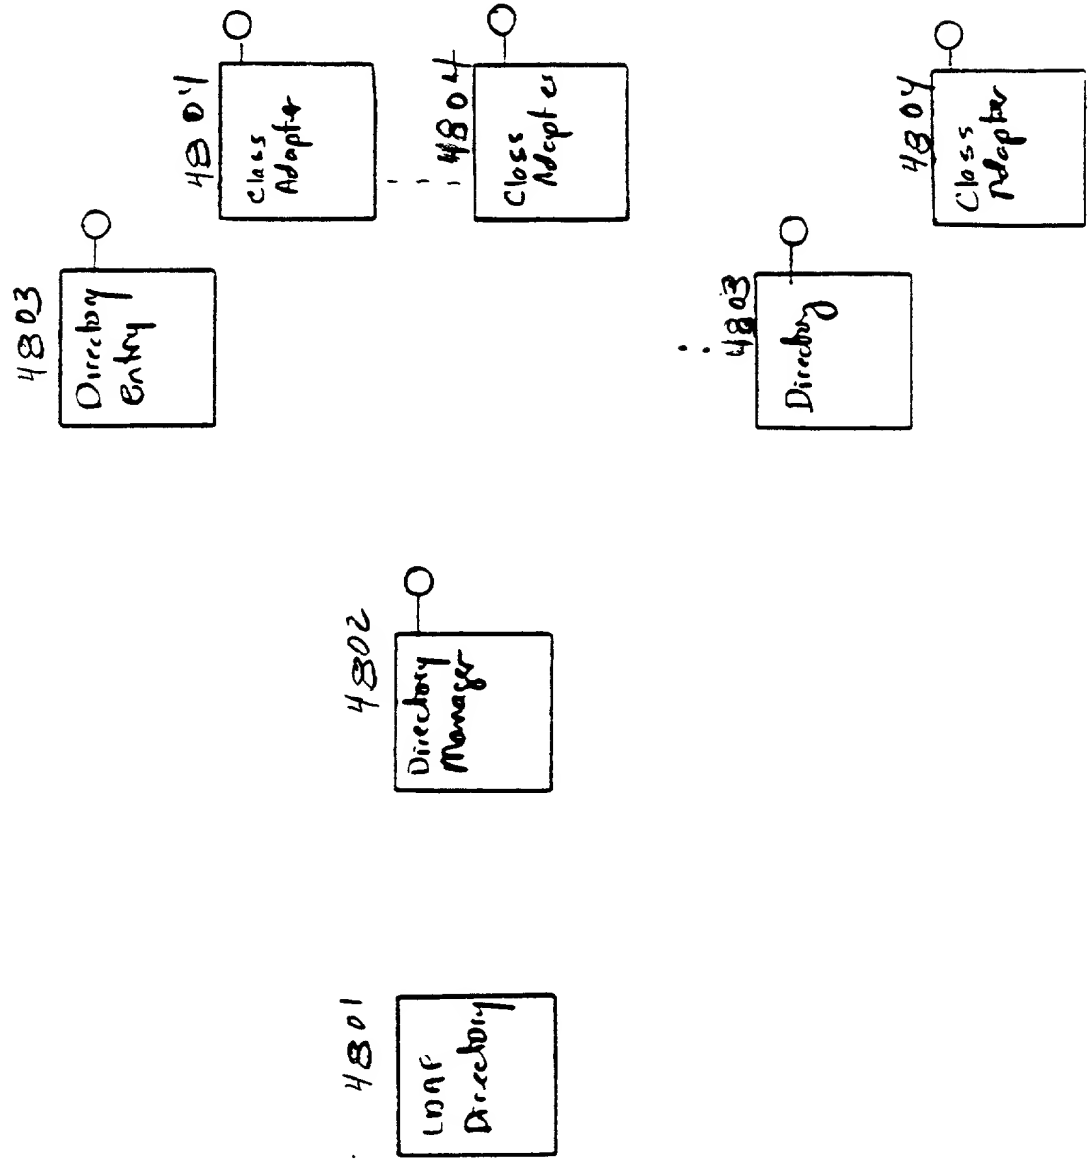 4803
Directory
Entry
4804
Class
Adapter
4801
LDAP
Directory
4802
Directory
Manager
4804
Class
Adapter
4803
Directory
4804
Class
Adapter